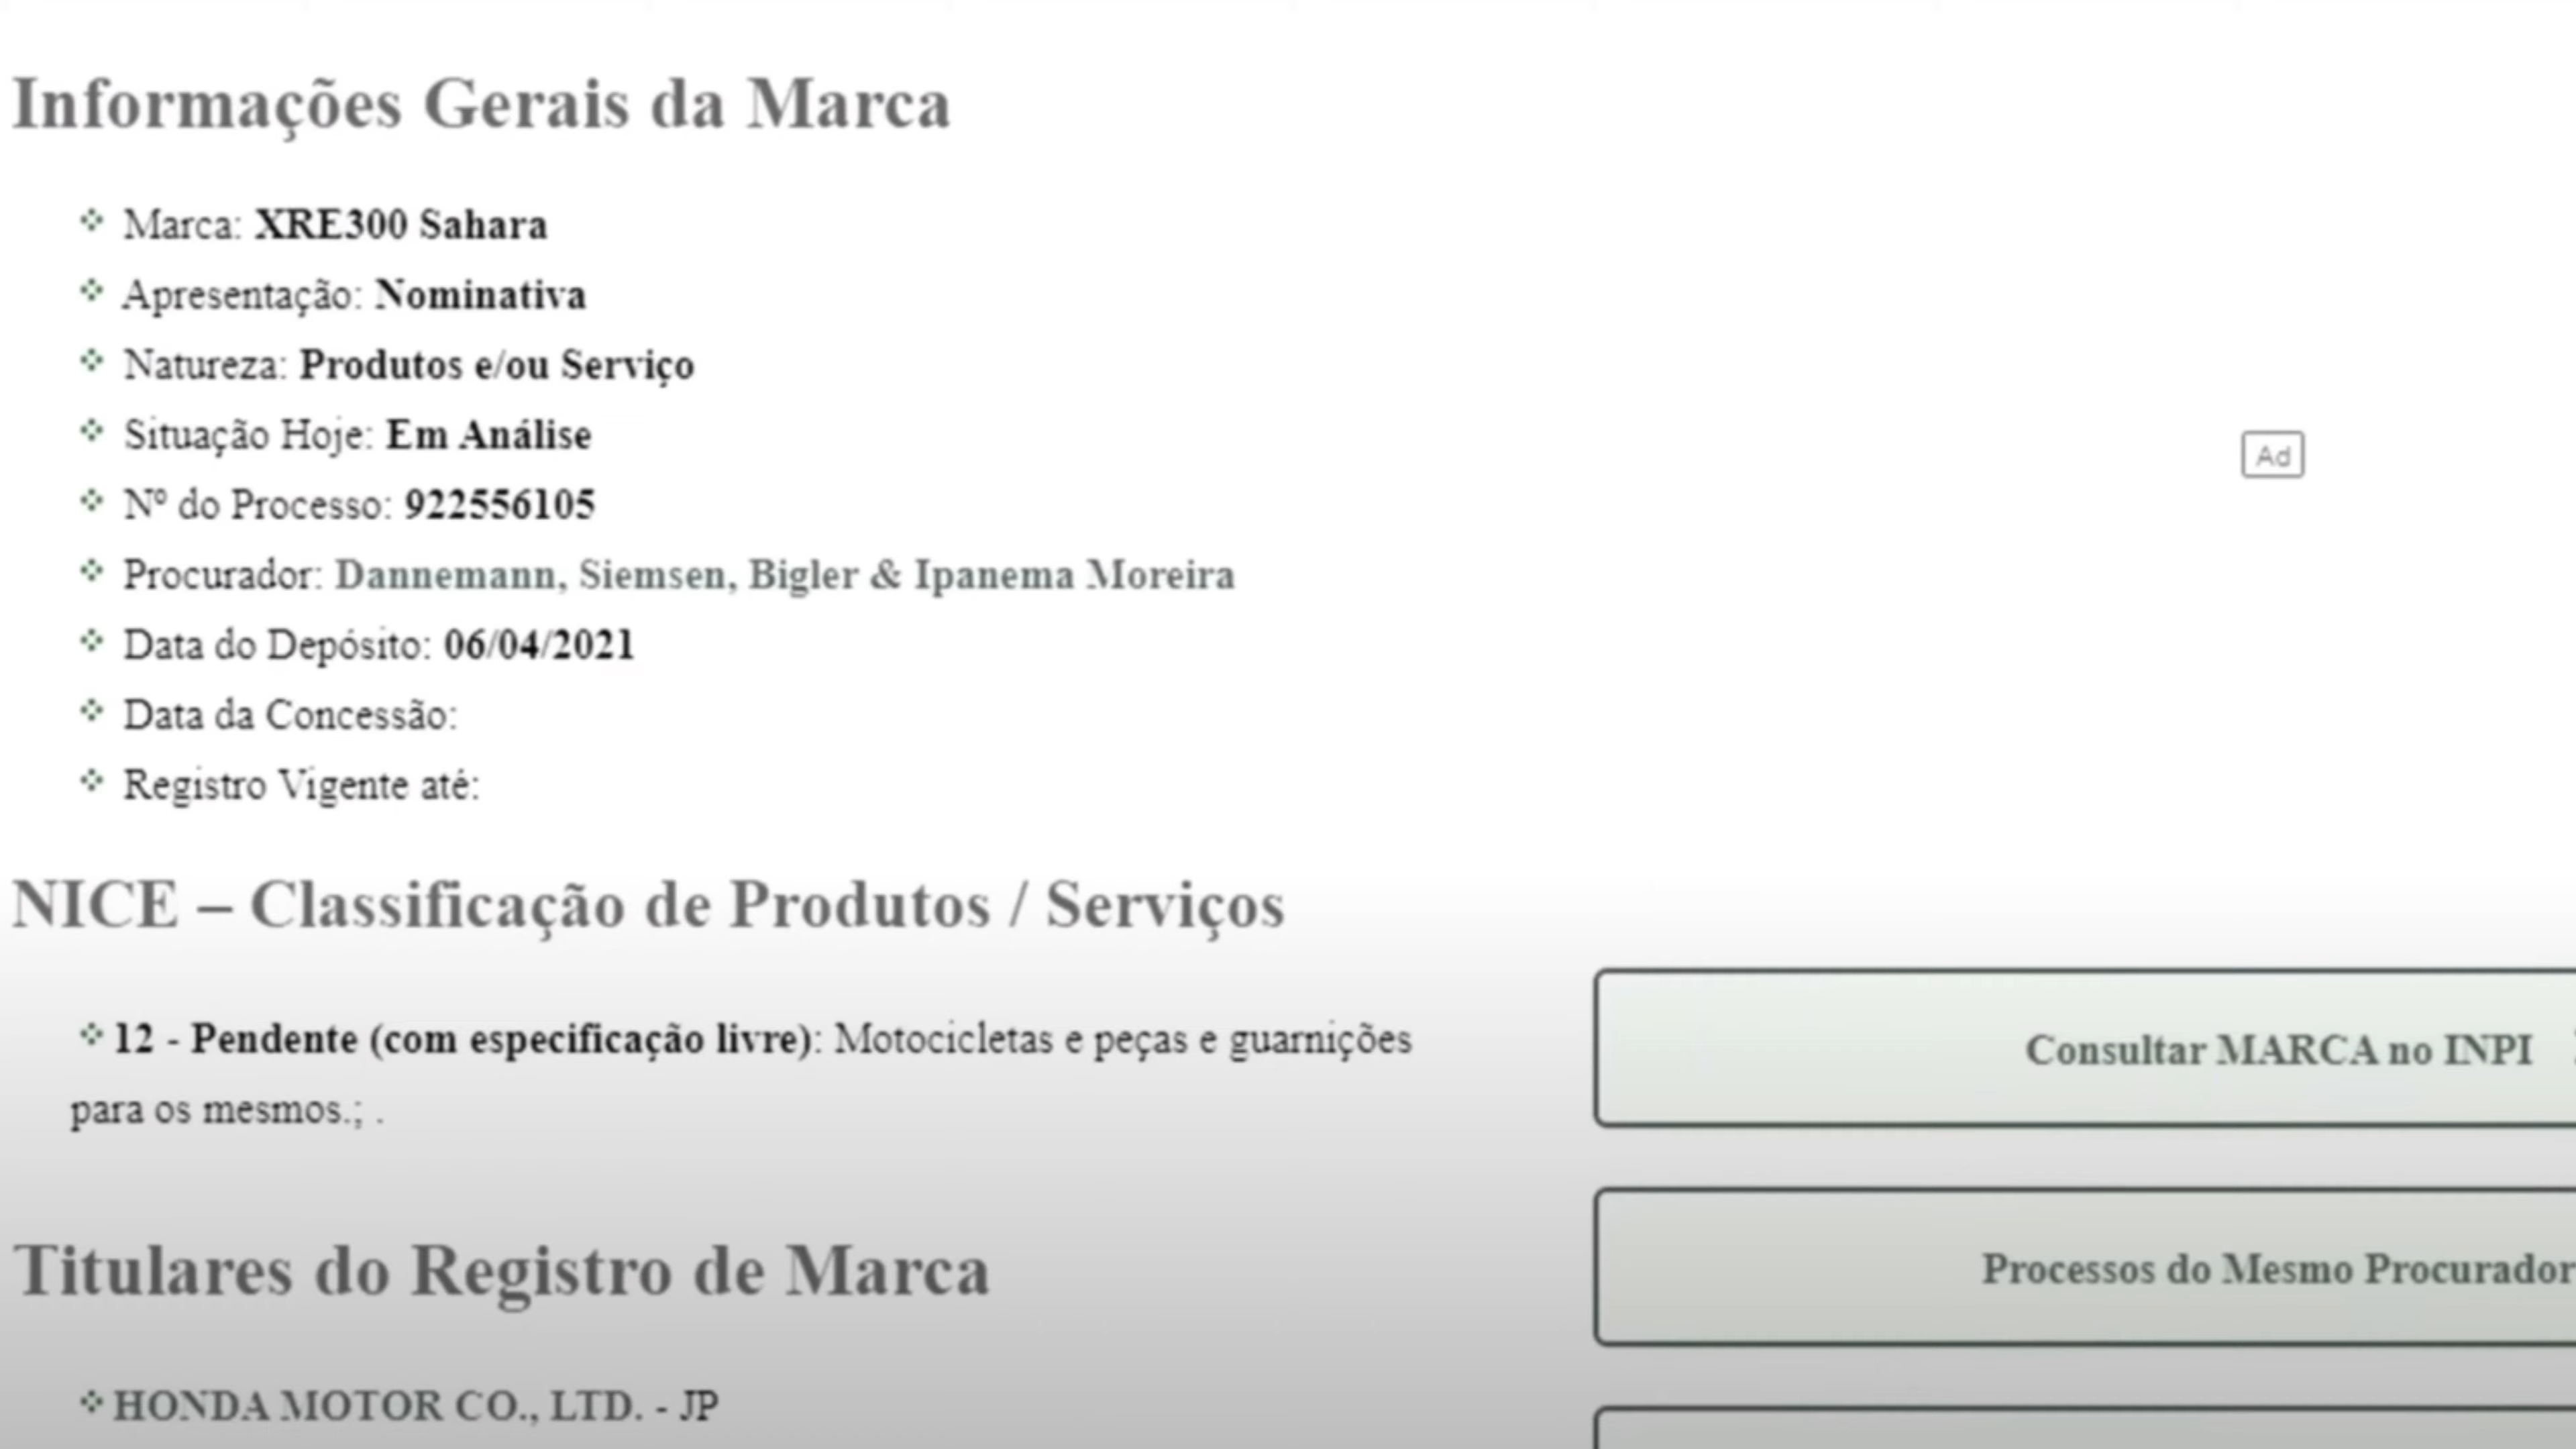 Informações Gerais da Marca
Marca: XRE300 Sahara
Apresentação: Nominativa
Natureza: Produtos e/ou Serviço
Situação Hoje: Em Análise
Nº do Processo: 922556105
Procurador: Dannemann, Siemsen, Bigler & Ipanema Moreira
Data do Depósito: 06/04/2021
Data da Concessão:
Registro Vigente até:
Ad
NICE – Classificação de Produtos / Serviços
12 - Pendente (com especificação livre): Motocicletas e peças e guarnições
para os mesmos.; .
Consultar MARCA no INPI
Processos do Mesmo Procurador
Titulares do Registro de Marca
HONDA MOTOR CO., LTD. - JP